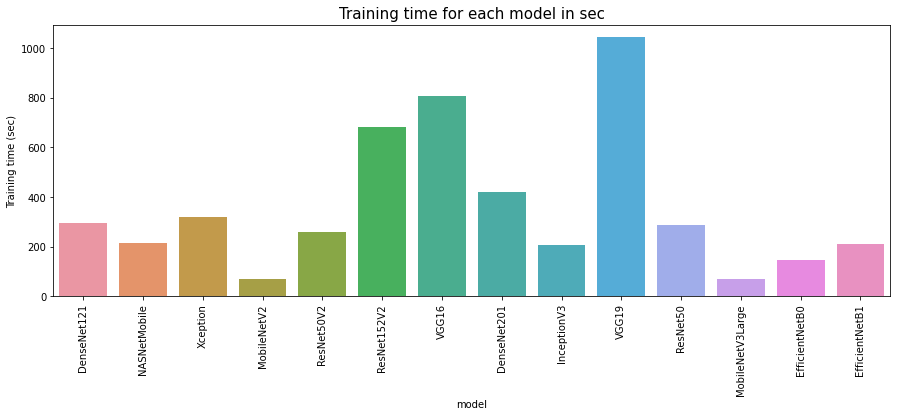 Training time for each model in sec
Training time (sec)
1000
800
600
400
200
0
DenseNet121
NASNetMobile
Xception
MobileNetV2
ResNet50V2
ResNet152V2
VGG16
DenseNet201
InceptionV3
VGG19
ResNet50
MobileNetV3Large
EfficientNetB0
EfficientNetB1
model